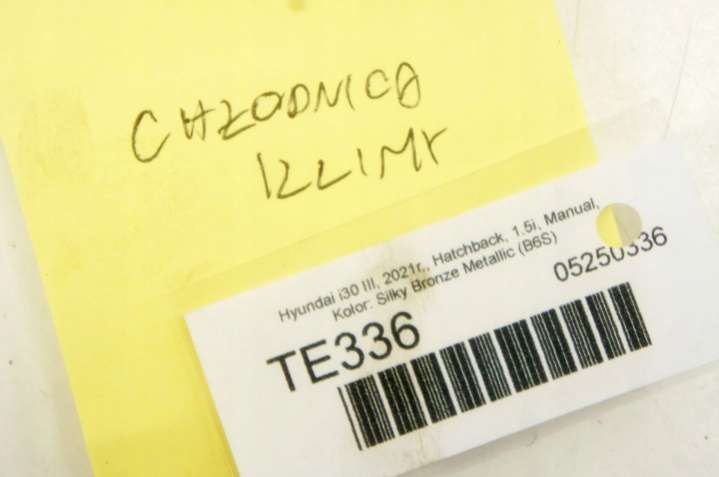 CHŁODNICA
KLIMY
Hyundai i30 III, 2021r,, Hatchback, 1.5i, Manual,
Kolor: Silky Bronze Metallic (B6S)
TE336
05250336